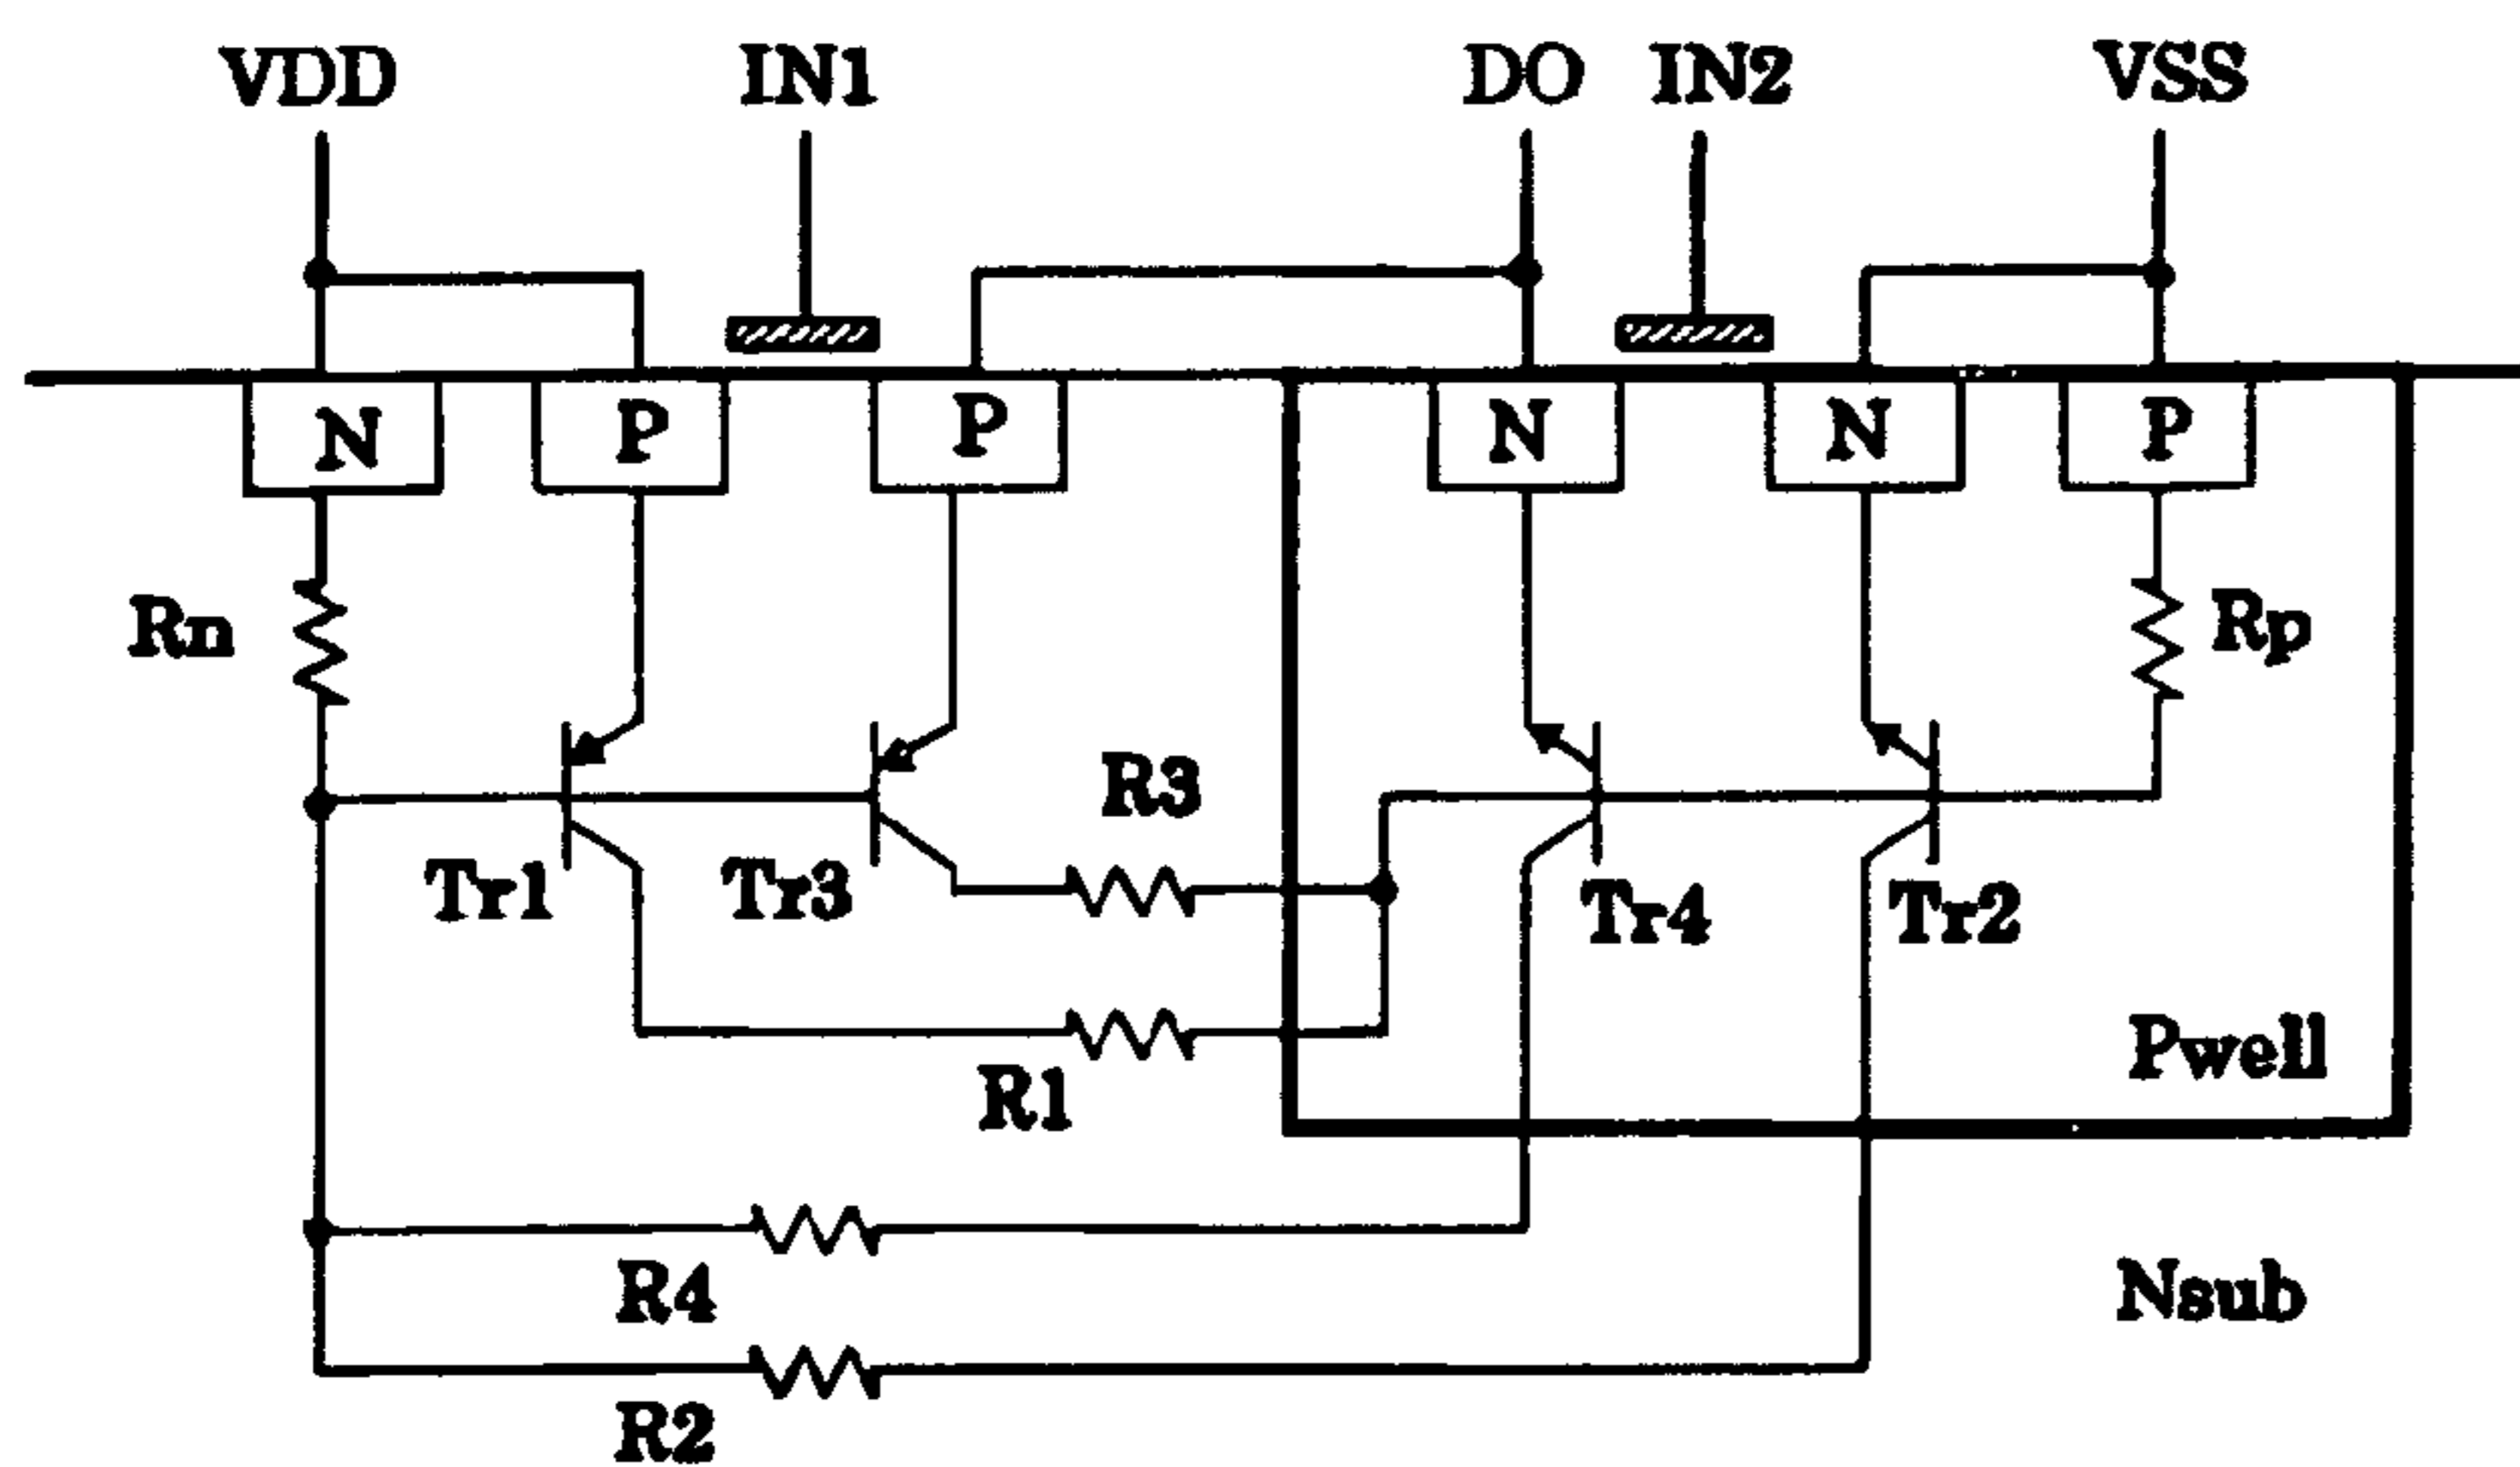 VDD IN1 DO IN2 VSS
N P P N N P
Rn Rp
R3
Tr1 Tr3 Tr4 Tr2
R1 Pwell
R4 Nsub
R2